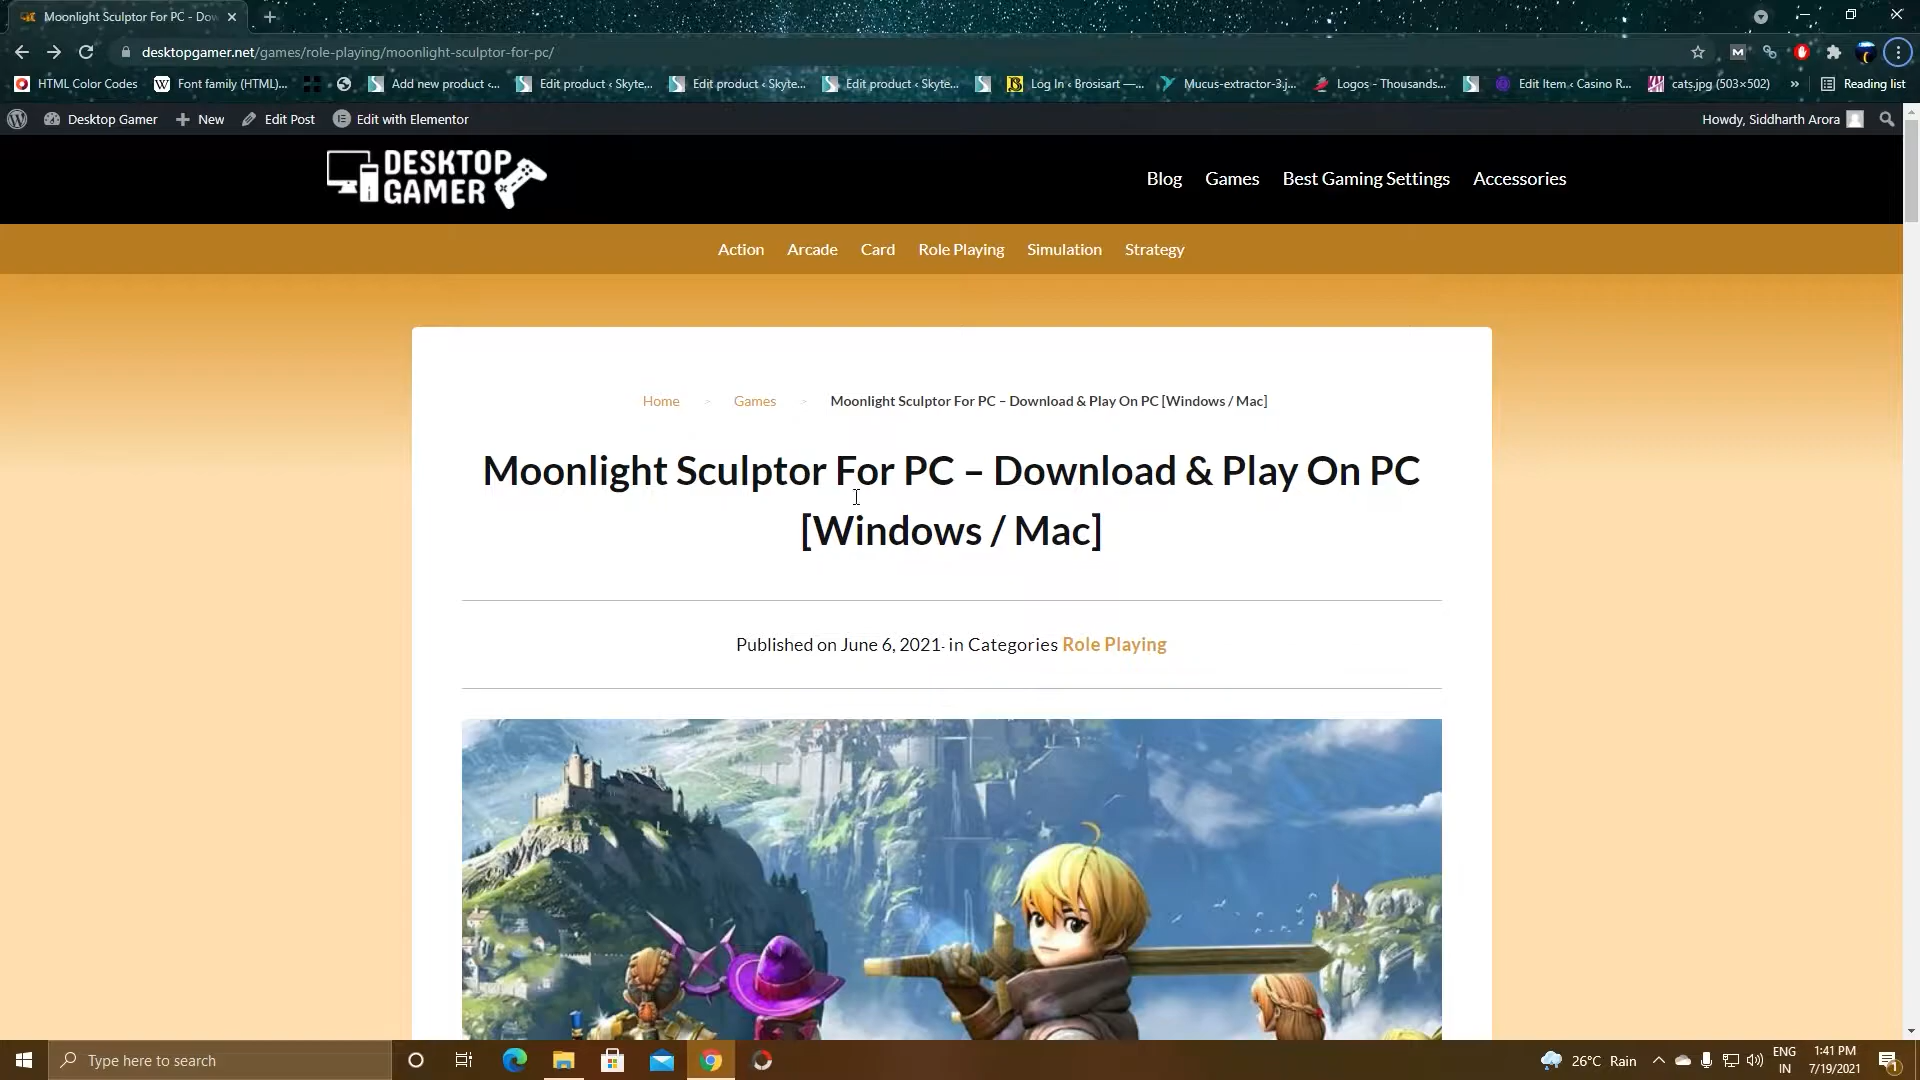 Moonlight Sculptor For PC - Dow
desktopgamer.net/games/role-playing/moonlight-sculptor-for-pc/
HTML Color Codes
Font family (HTML)...
Add new product ‹...
Edit product ‹ Skyte...
Edit product ‹ Skyte...
Edit product ‹ Skyte...
Log In ‹ Brosisart —...
Mucus-extractor-3.j...
Logos - Thousands...
Edit Item ‹ Casino R...
cats.jpg (503×502)
»
Reading list
Desktop Gamer
New
Edit Post
Edit with Elementor
Howdy, Siddharth Arora
DESKTOP
GAMER
Blog
Games
Best Gaming Settings
Accessories
Action
Arcade
Card
Role Playing
Simulation
Strategy
Home > Games > Moonlight Sculptor For PC – Download & Play On PC [Windows / Mac]
Moonlight Sculptor For PC – Download & Play On PC
[Windows / Mac]
Published on June 6, 2021- in Categories Role Playing
Type here to search
26°C Rain
ENG
IN
1:41 PM
7/19/2021
1